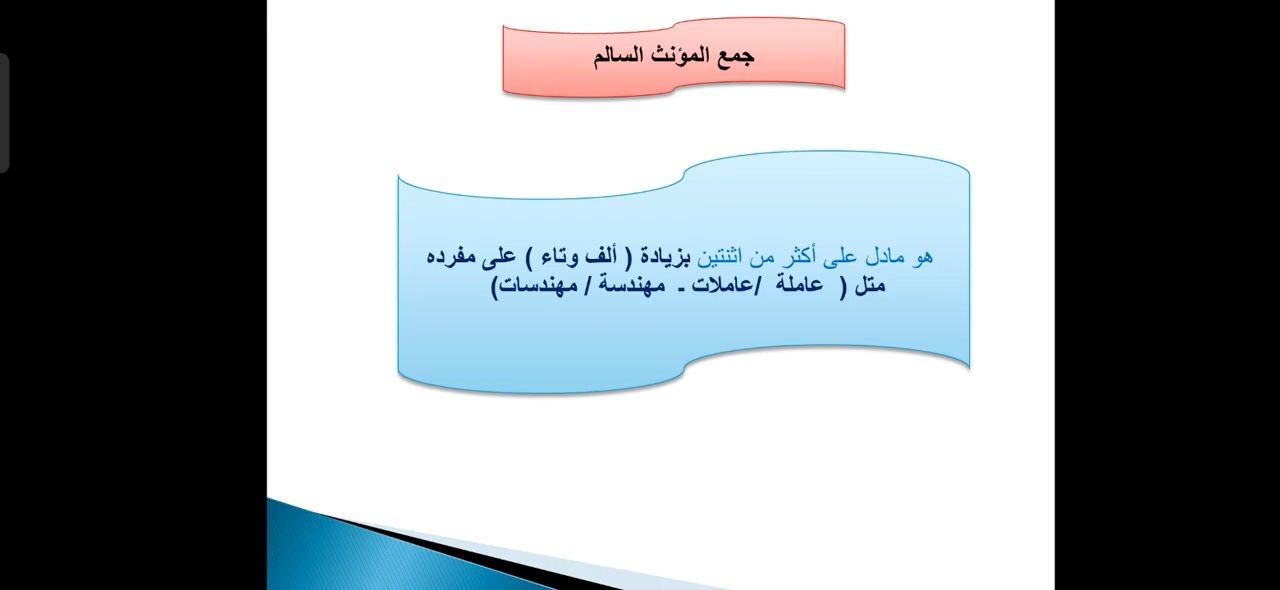 جمع المؤنث السالم
هو مادل على أكثر من اثنتين بزيادة ( ألف وتاء ) على مفرده
متل ( عاملة /عاملات ـ مهندسة / مهندسات)